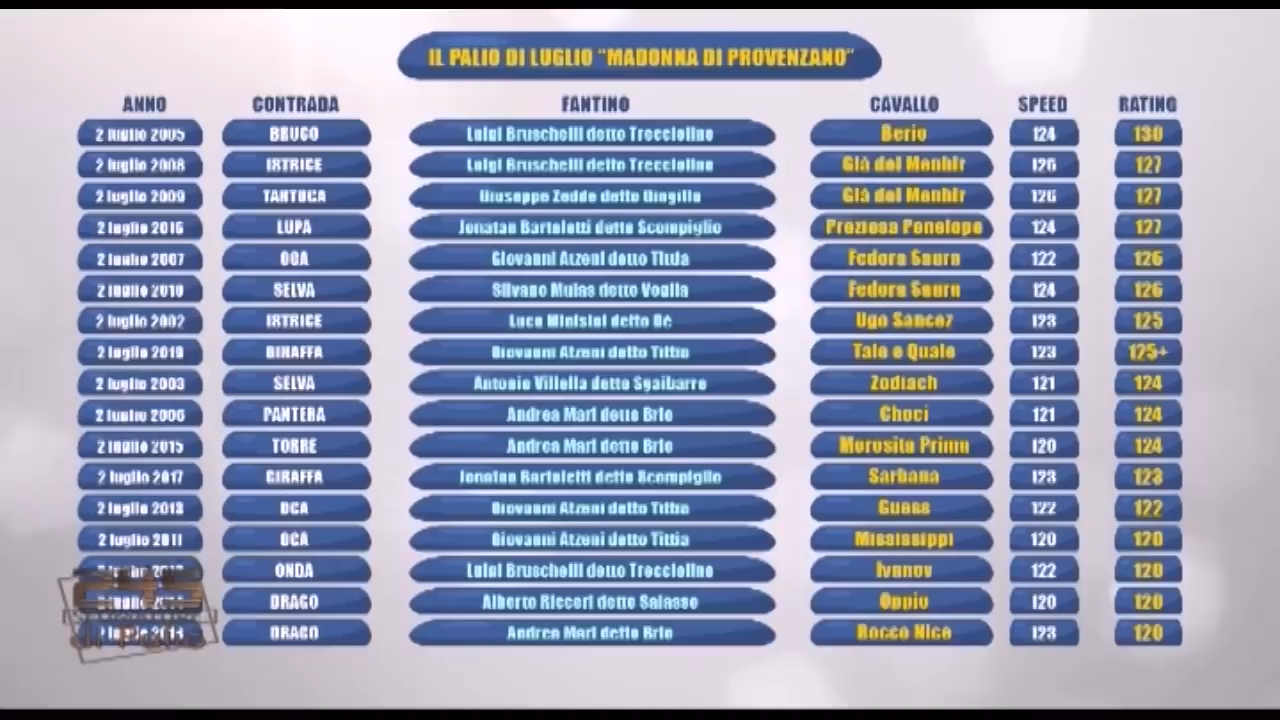 IL PALIO DI LUGLIO "MADONNA DI PROVENZANO"
ANNO CONTRADA FANTINO CAVALLO SPEED RATING
2 luglio 2005 BRUCO Luigi Bruschelli detto Trecciolino Berio 124 130
2 luglio 2008 ISTRICE Luigi Bruschelli detto Trecciolino Già del Menhir 126 127
2 luglio 2009 TARTUCA Giuseppe Zedde detto Gingillo Già del Menhir 126 127
2 luglio 2016 LUPA Jonatan Bartoletti detto Scompiglio Preziosa Penelope 124 127
2 luglio 2007 OCA Giovanni Atzeni detto Tittia Fedora Saura 122 126
2 luglio 2010 SELVA Silvano Mulas detto Voglia Fedora Saura 124 126
2 luglio 2002 ISTRICE Luca Minisini detto Dè Ugo Sancez 123 125
2 luglio 2019 GIRAFFA Giovanni Atzeni detto Tittia Tale e Quale 123 125+
2 luglio 2003 SELVA Antonio Villella detto Sgaibarre Zodiach 121 124
2 luglio 2006 PANTERA Andrea Mari detto Brio Choci 121 124
2 luglio 2015 TORRE Andrea Mari detto Brio Morosita Prima 120 124
2 luglio 2017 GIRAFFA Jonatan Bartoletti detto Scompiglio Sarbana 123 123
2 luglio 2013 OCA Giovanni Atzeni detto Tittia Guess 122 122
2 luglio 2011 OCA Giovanni Atzeni detto Tittia Mississippi 120 120
ONDA Luigi Bruschelli detto Trecciolino Ivanov 122 120
DRAGO Alberto Ricceri detto Salasso Oppio 120 120
DRAGO Andrea Mari detto Brio Rocco Nice 123 120